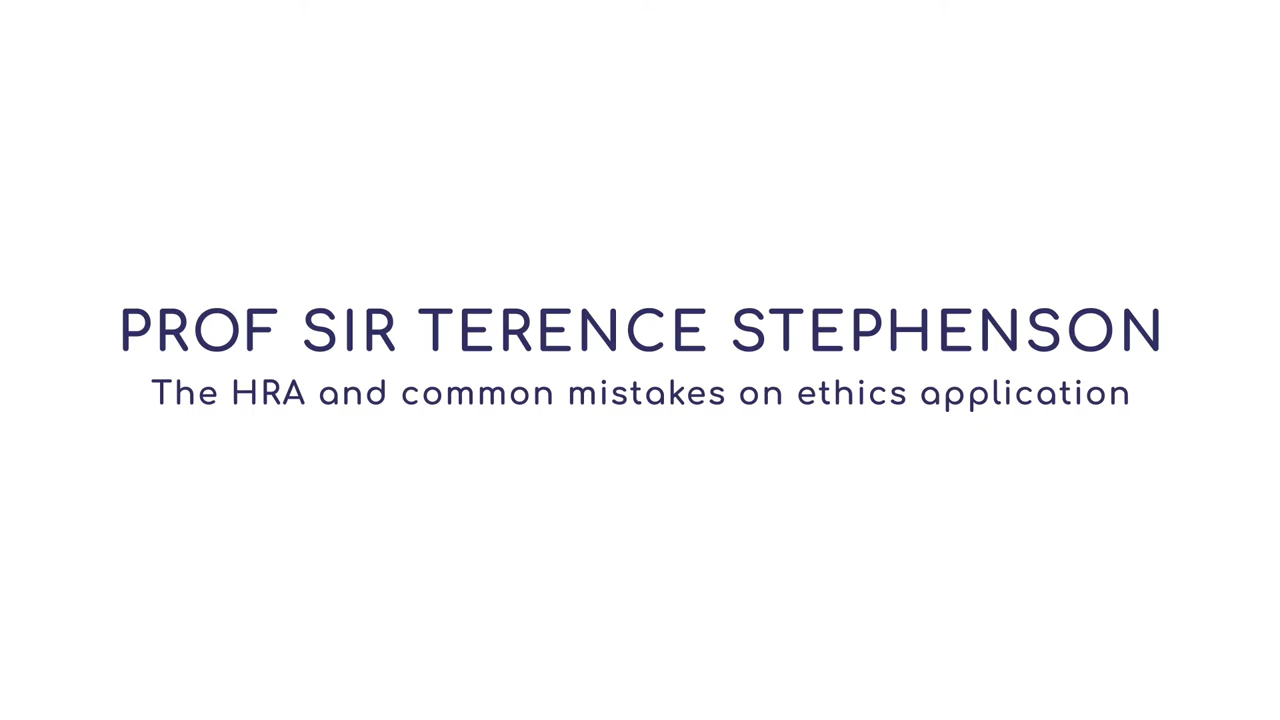 PROF SIR TERENCE STEPHENSON
The HRA and common mistakes on ethics application